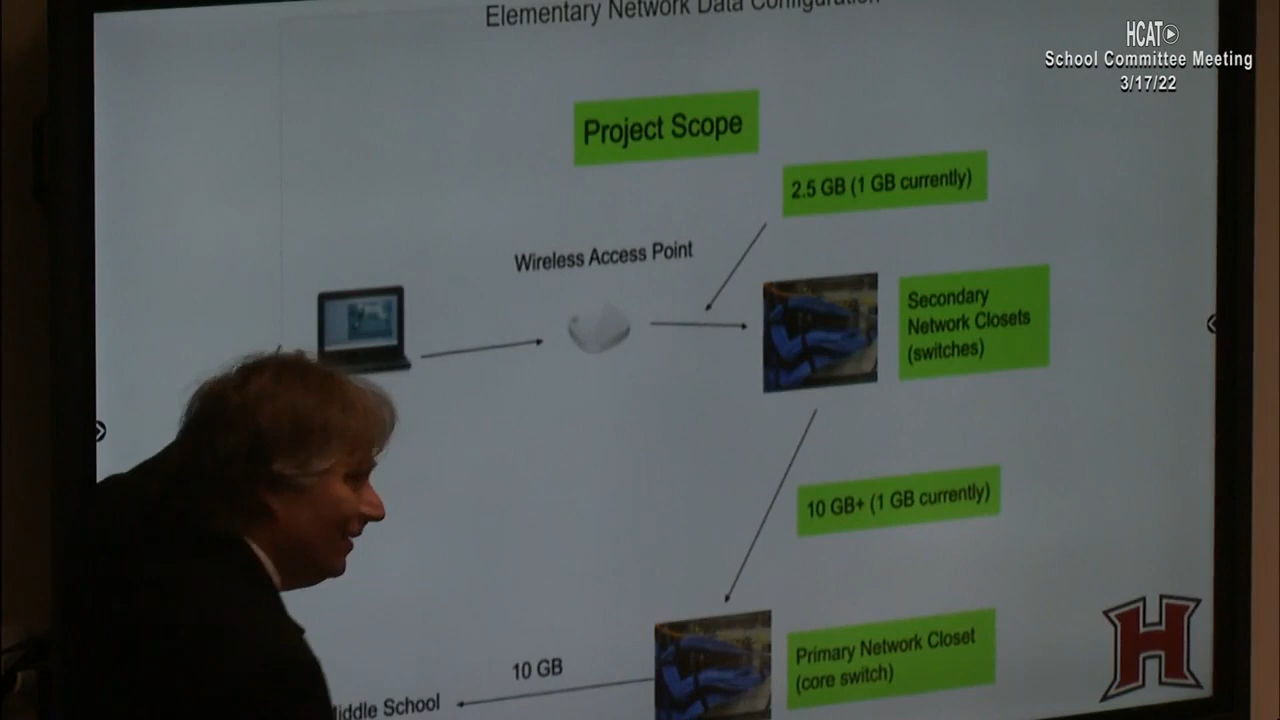 Elementary Network Data Configuration
HCAT
School Committee Meeting
3/17/22
Project Scope
2.5 GB (1 GB currently)
Wireless Access Point
Secondary
Network Closets
(switches)
10 GB+ (1 GB currently)
Primary Network Closet
(core switch)
10 GB
iddle School
H